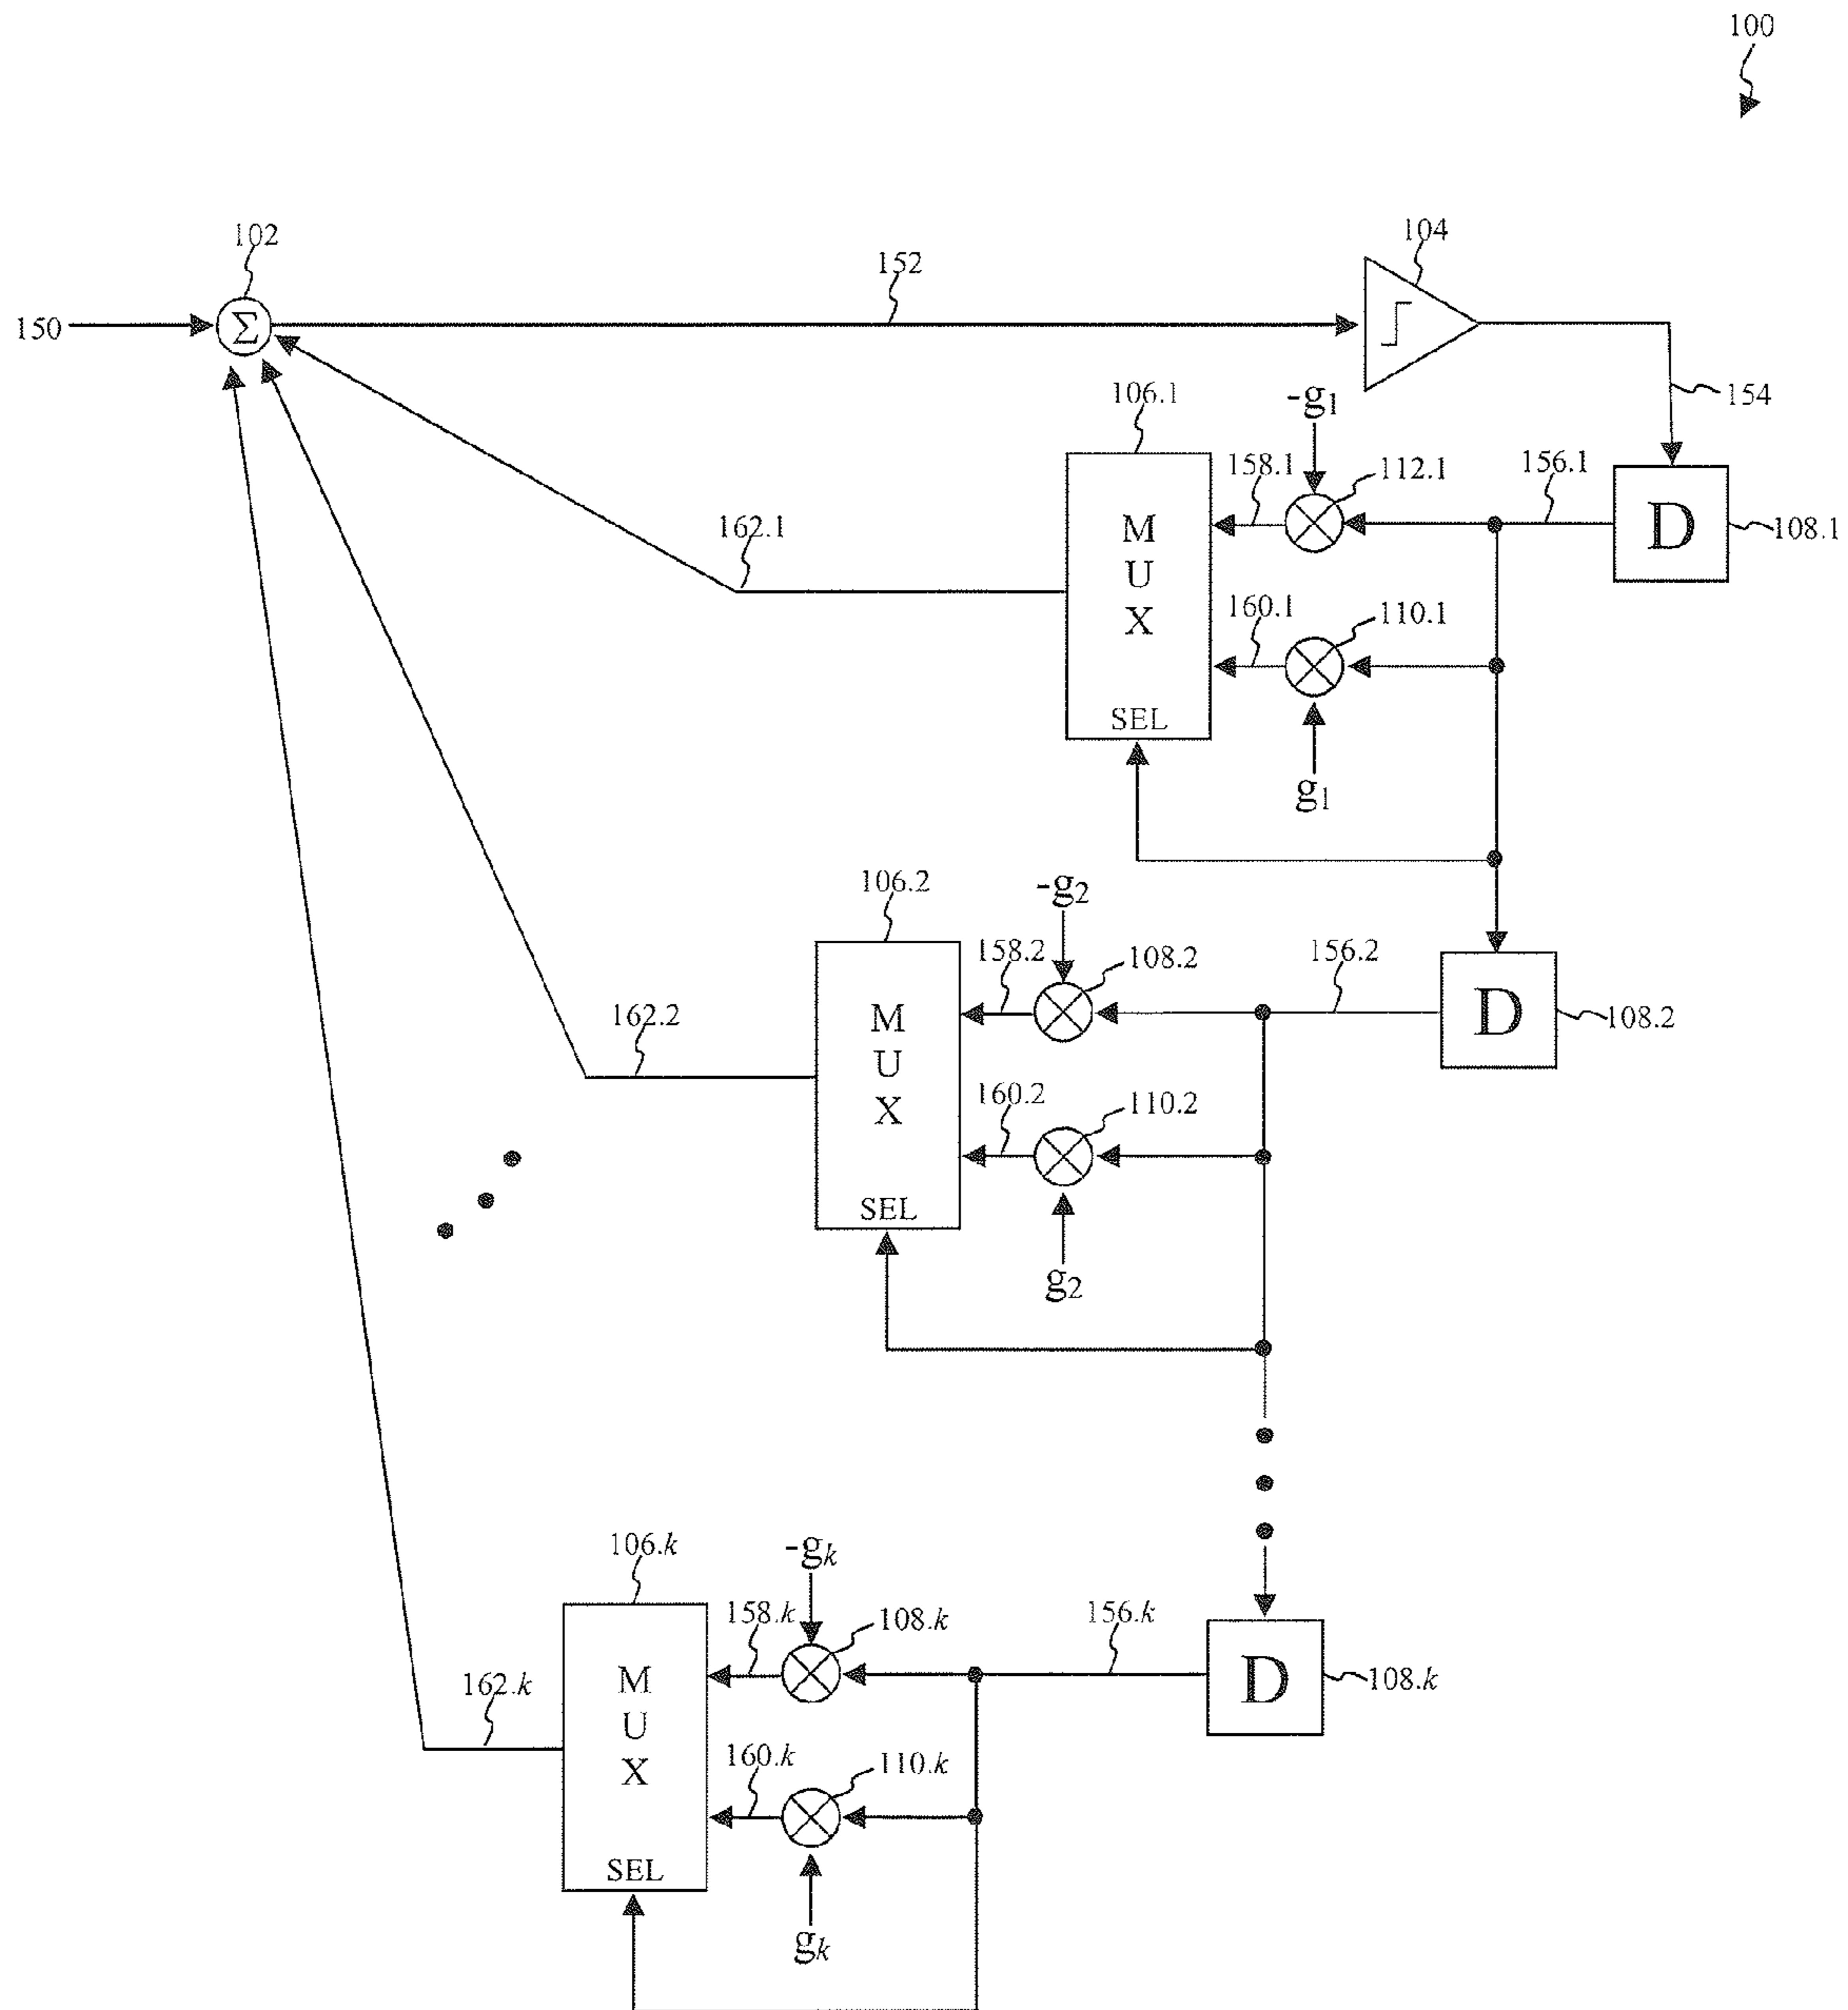 100
102
104
152
150
Σ
106.1
-g1
154
112.1
158.1
156.1
M
U
X
D
108.1
162.1
160.1
110.1
SEL
g1
106.2
-g2
158.2
108.2
156.2
M
U
X
D
108.2
162.2
160.2
110.2
SEL
g2
106.k
-gk
158.k
108.k
156.k
M
U
X
D
108.k
162.k
160.k
110.k
SEL
gk